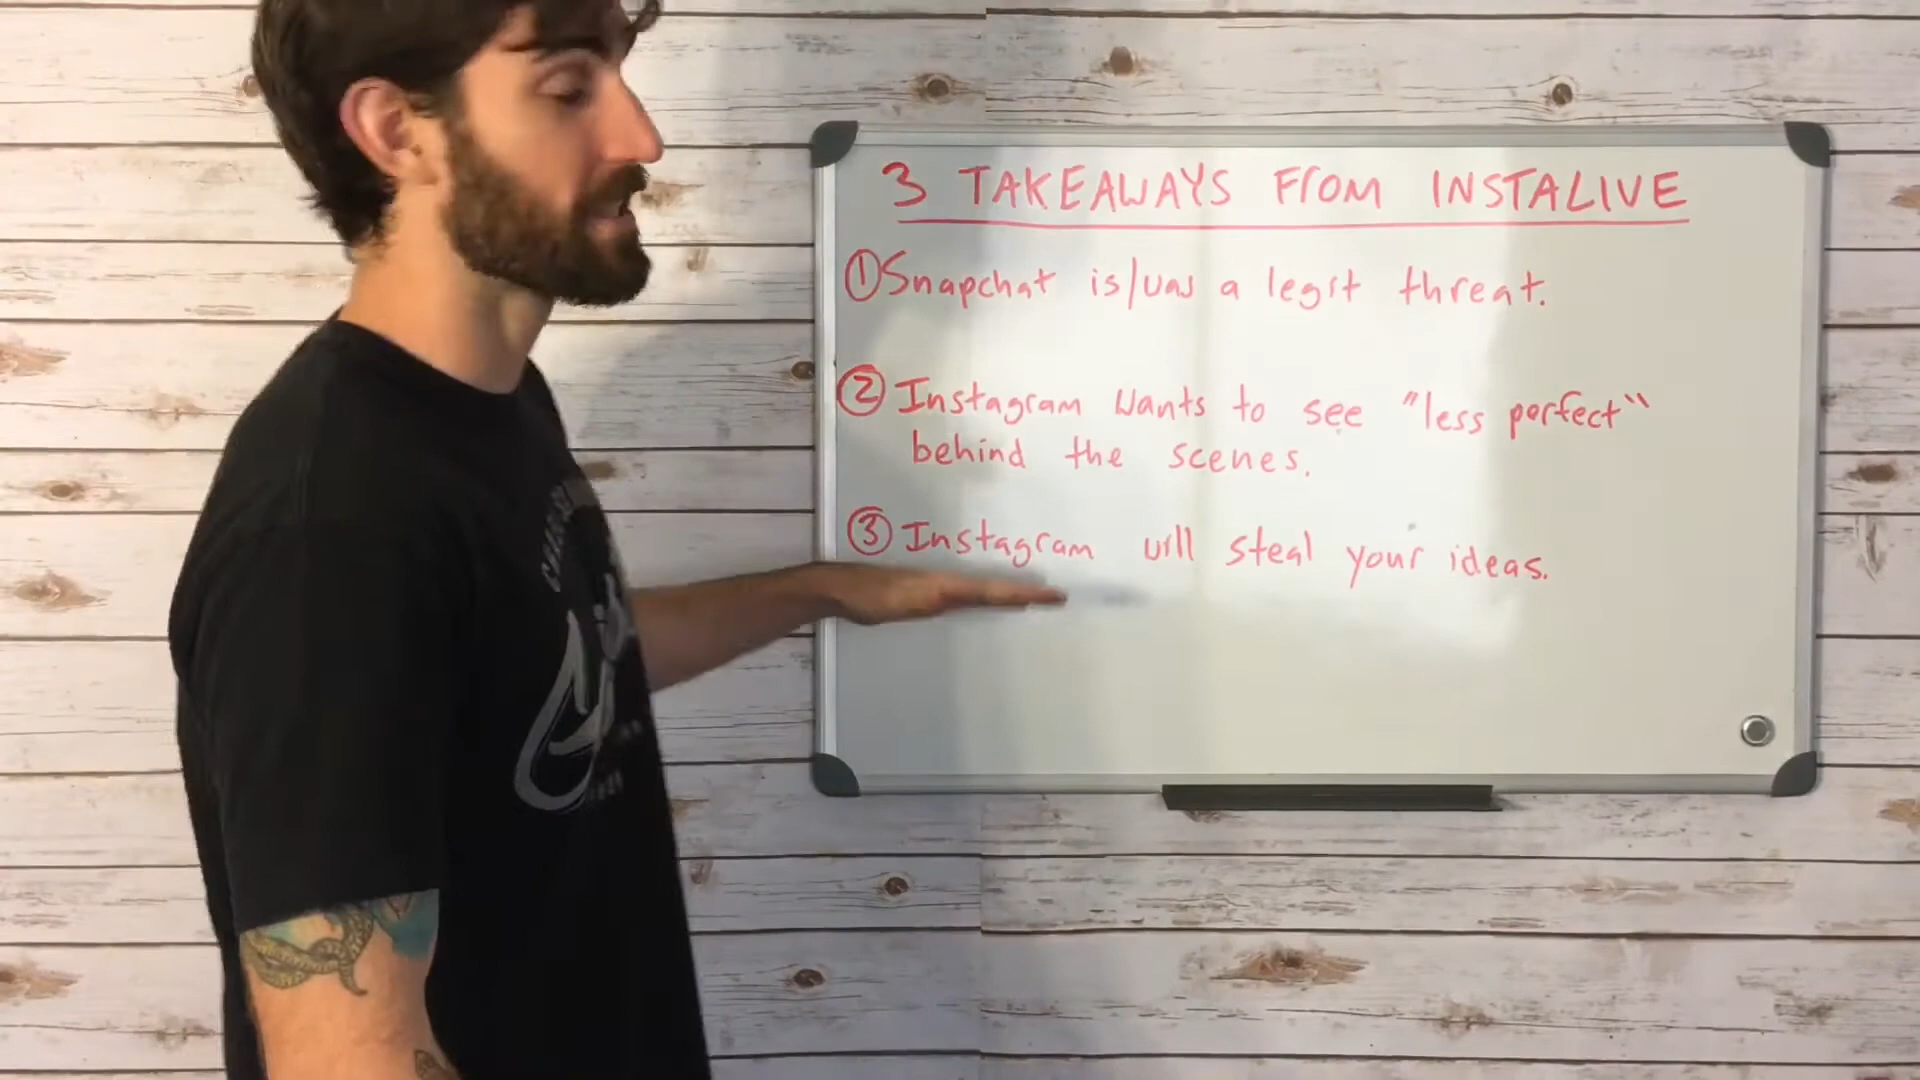 3 TAKEAWAYS FROM INSTALIVE
① Snapchat is/was a legit threat.
② Instagram wants to see "less perfect"
behind the scenes.
③ Instagram will steal your ideas.